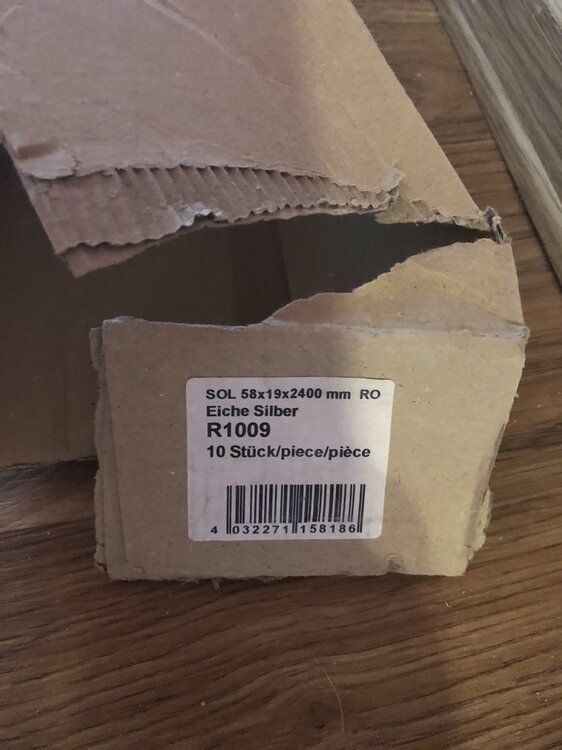 SOL 58x19x2400 mm RO
Eiche Silber
R1009
10 Stück/piece/pièce
4 032271 158186